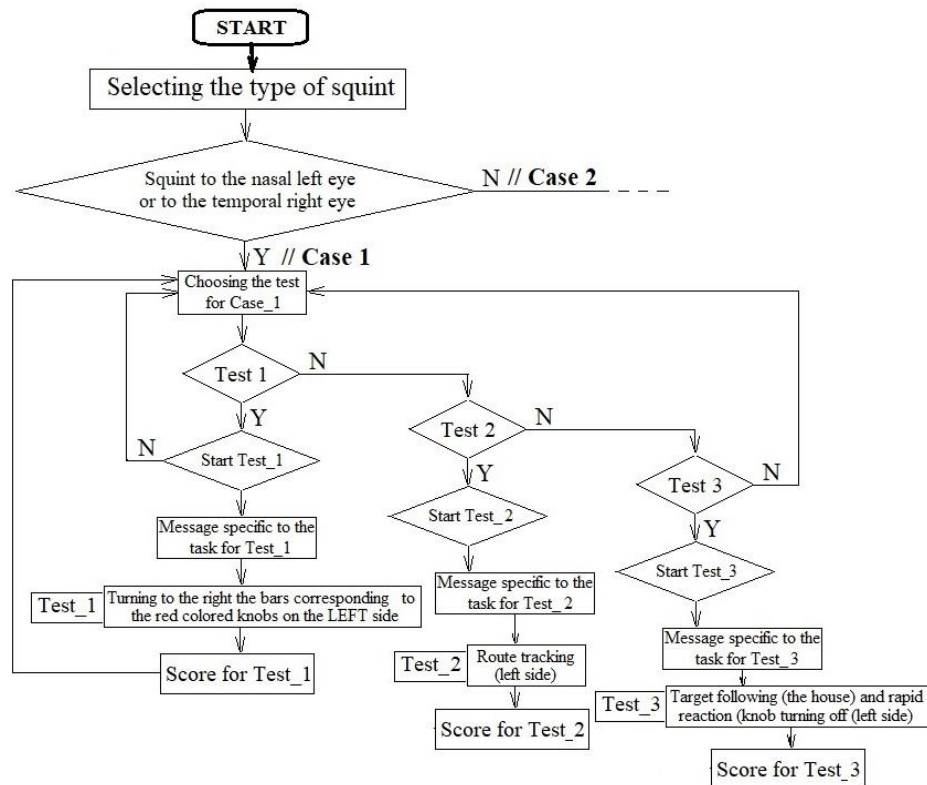 START
Selecting the type of squint
Squint to the nasal left eye
or to the temporal right eye
N // Case 2
Y // Case 1
Choosing the test
for Case_1
Test 1
N
Y
Test 2
N
N
Start Test_1
Y
Test 3
N
Start Test_2
Y
Message specific to the
task for Test_1
Start Test_3
Message specific to the
task for Test_2
Test_1
Turning to the right the bars corresponding to
the red colored knobs on the LEFT side
Message specific to the
task for Test_3
Score for Test_1
Test_2
Route tracking
(left side)
Test_3
Target following (the house) and rapid
reaction (knob turning off (left side)
Score for Test_2
Score for Test_3